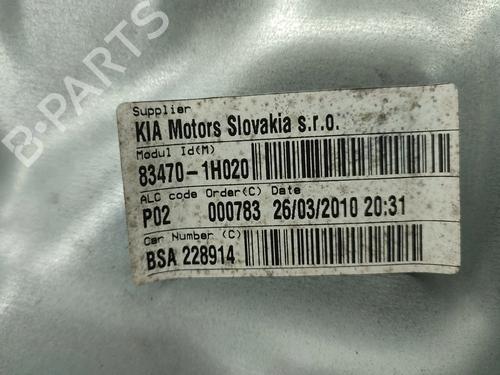 B-PARTS
Supplier
KIA Motors Slovakia s.r.o.
Modul Id(M)
83470-1H020
ALC code Order(C) Date
P02 000783 26/03/2010 20:31
Car Number (C)
BSA 228914